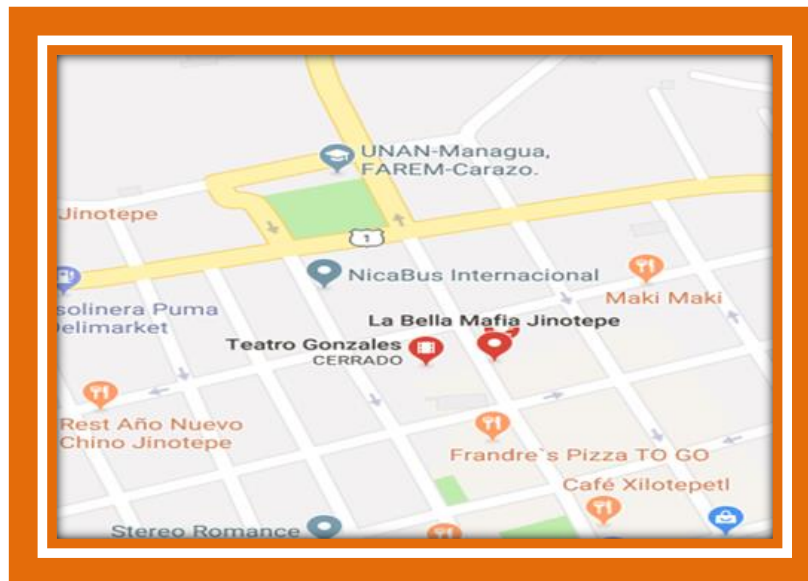 UNAN-Managua,
FAREM-Carazo.
Jinotepe
1
NicaBus Internacional
Maki Maki
solinera Puma
elimarket
La Bella Mafia Jinotepe
Teatro Gonzales
CERRADO
Rest Año Nuevo
Chino Jinotepe
Frandre`s Pizza TO GO
Café Xilotepetl
Stereo Romance